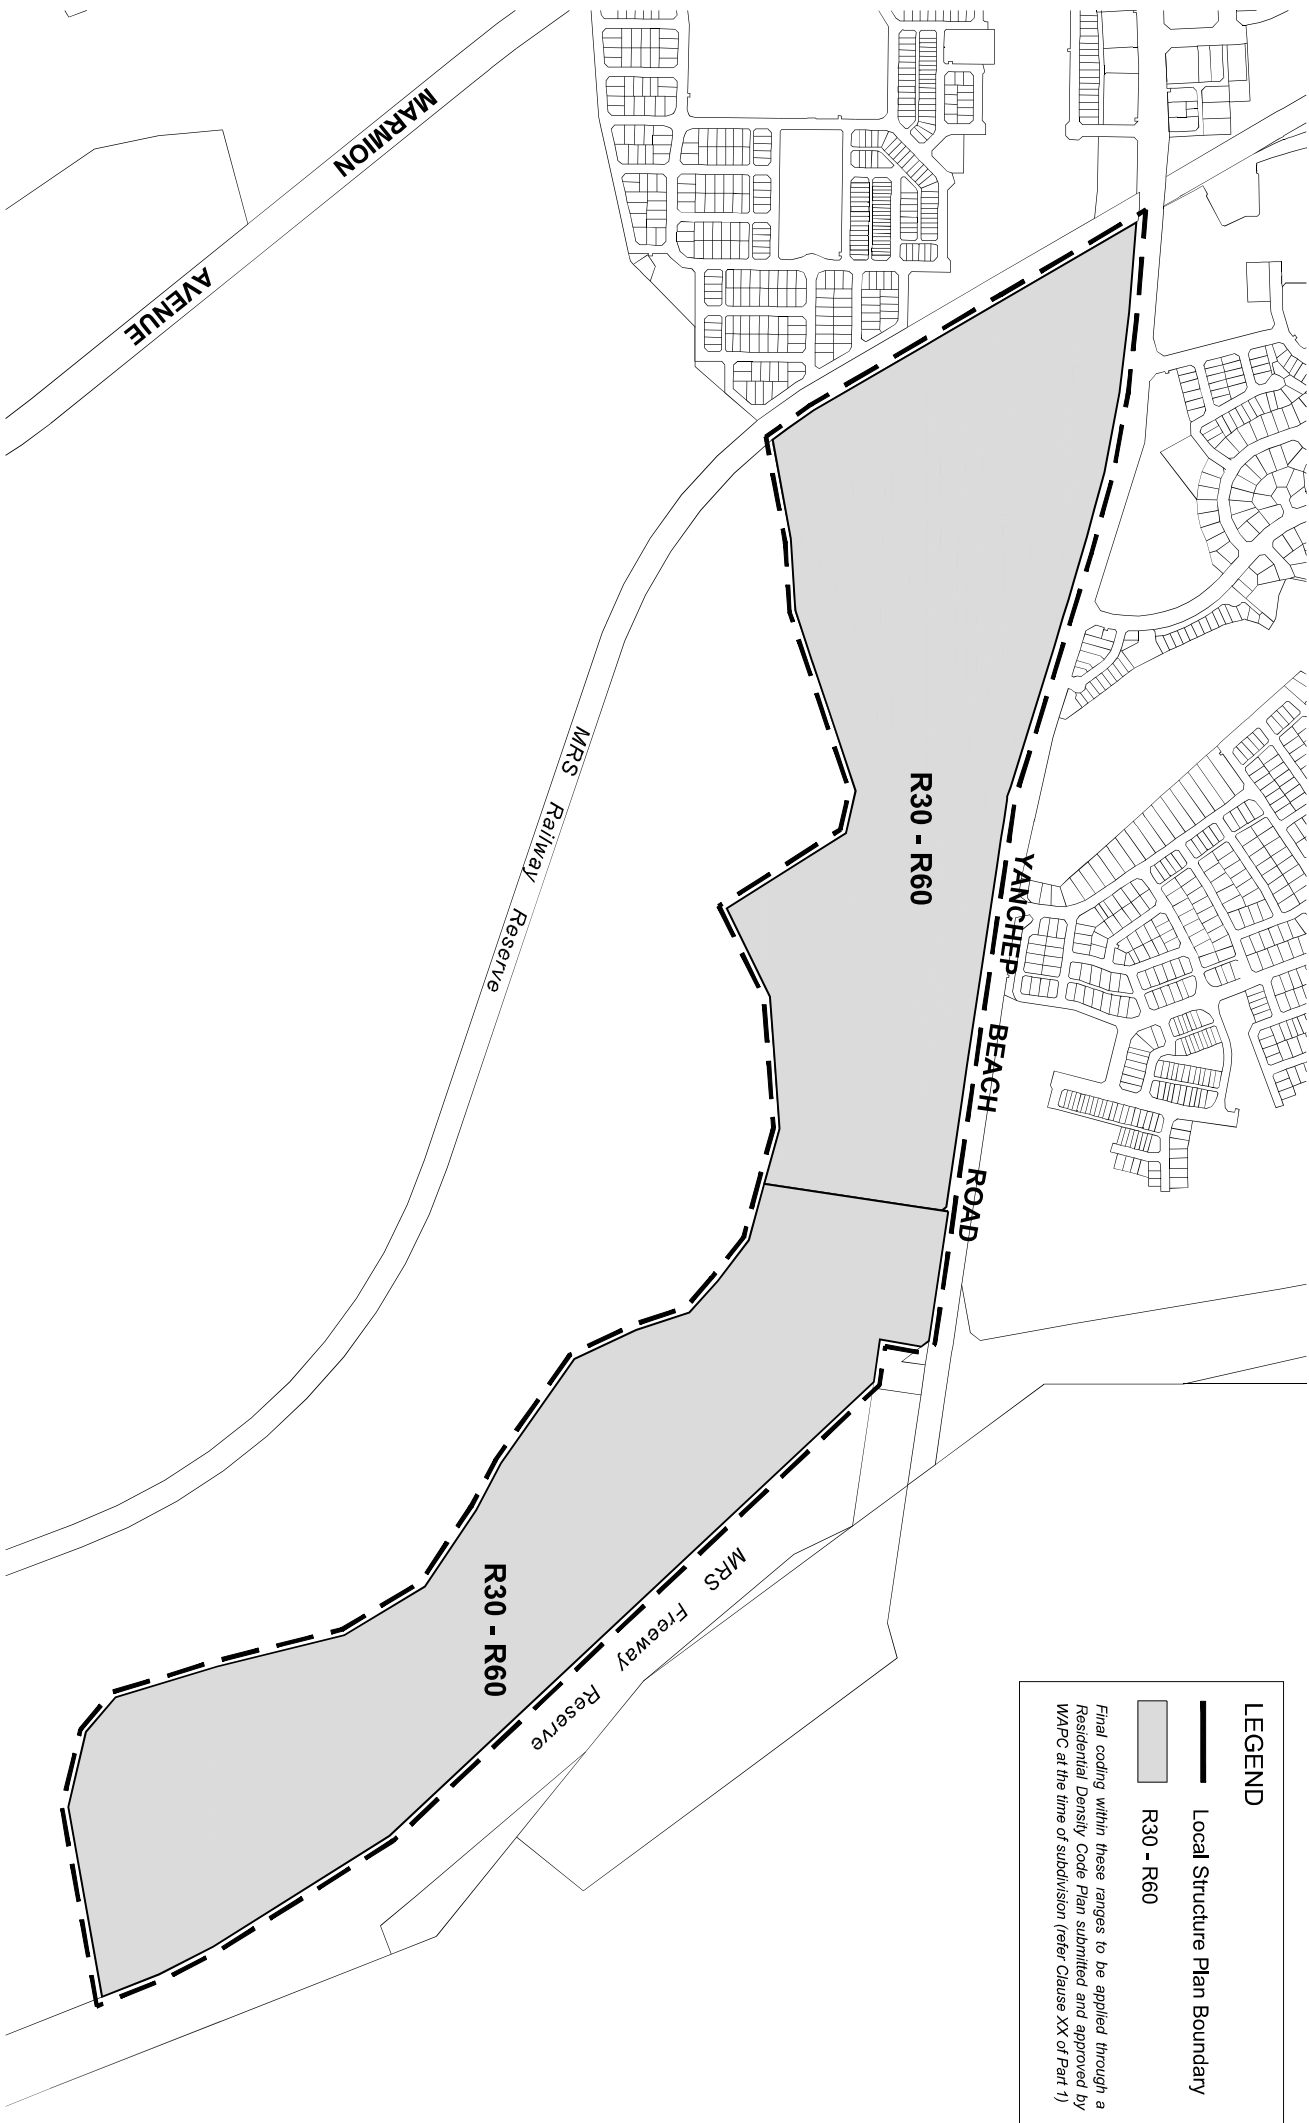 MARMION
AVENUE
MRS Railway Reserve
R30 - R60
YANCHEP BEACH ROAD
R30 - R60
MRS Freeway Reserve
LEGEND
Local Structure Plan Boundary
R30 - R60
Final coding within these ranges to be applied through a
Residential Density Code Plan submitted and approved by
WAPC at the time of subdivision (refer Clause XX of Part 1)